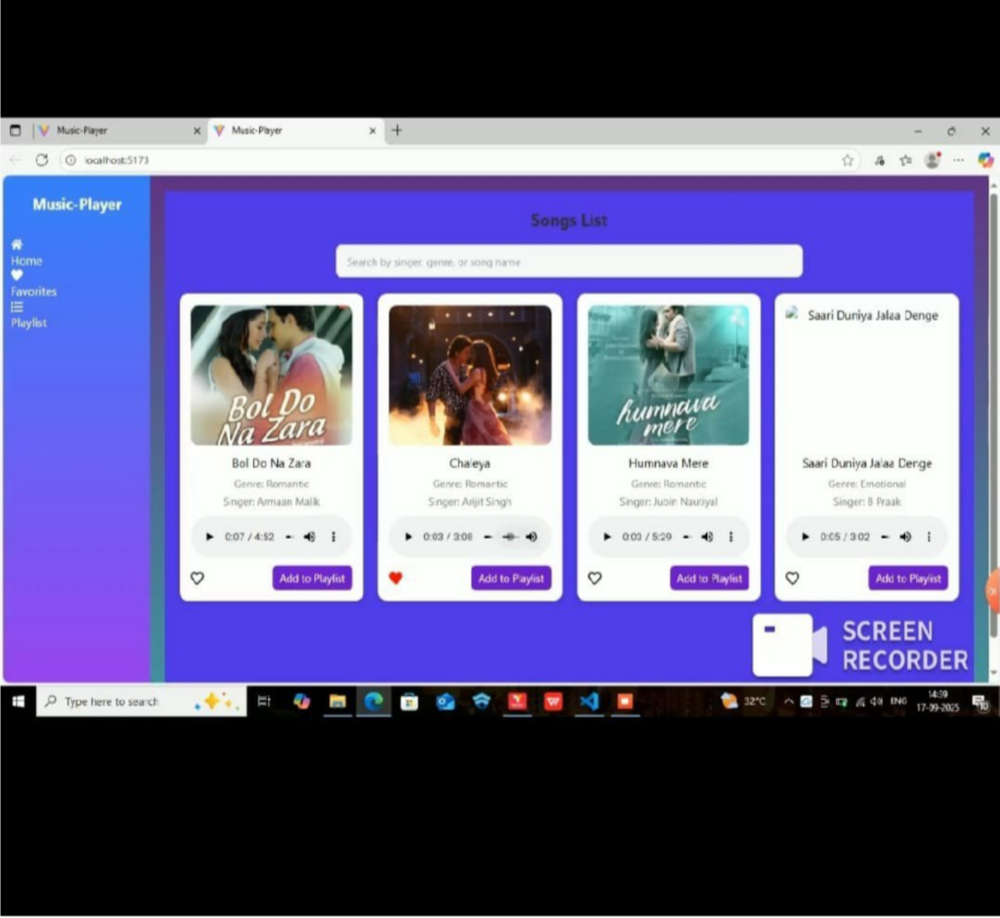 Music-Player
Music-Player
localhost:5173
Music-Player
Home
Favorites
Playlist
Songs List
Search by singer, genre, or song name
Bol Do
Na Zara
humnava
mere
Saari Duniya Jalaa Denge
Bol Do Na Zara
Genre: Romantic
Singer: Armaan Malik
0:07 / 4:52
Add to Playlist
Chaleya
Genre: Romantic
Singer: Arijit Singh
0:03 / 3:08
Add to Playlist
Humnava Mere
Genre: Romantic
Singer: Jubin Nautiyal
0:03 / 5:29
Add to Playlist
Saari Duniya Jalaa Denge
Genre: Emotional
Singer: B Praak
0:05 / 3:02
Add to Playlist
SCREEN
RECORDER
Type here to search
32°C
ENG
14:39
17-09-2025